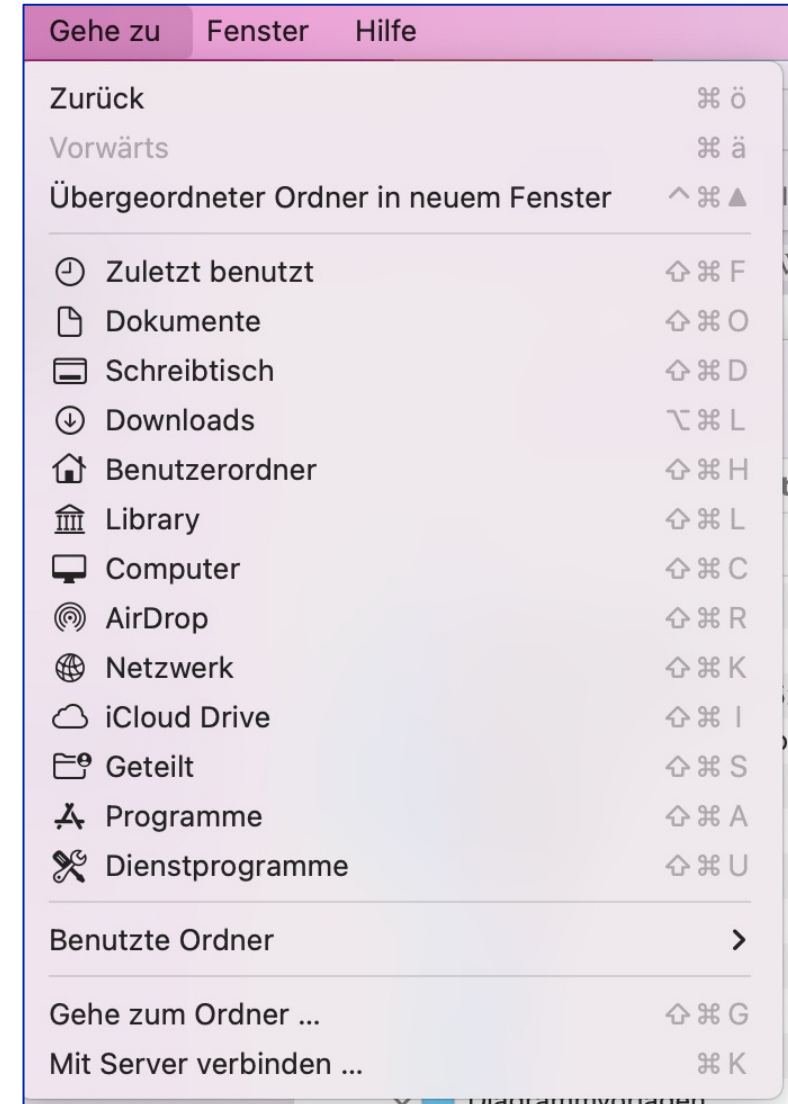 Gehe zu Fenster Hilfe
Zurück ⌘ ö
Vorwärts ⌘ ä
Übergeordneter Ordner in neuem Fenster ^ ⌘ ▲
Zuletzt benutzt ⇧ ⌘ F
Dokumente ⇧ ⌘ O
Schreibtisch ⇧ ⌘ D
Downloads ⌥ ⌘ L
Benutzerordner ⇧ ⌘ H
Library ⇧ ⌘ L
Computer ⇧ ⌘ C
AirDrop ⇧ ⌘ R
Netzwerk ⇧ ⌘ K
iCloud Drive ⇧ ⌘ I
Geteilt ⇧ ⌘ S
Programme ⇧ ⌘ A
Dienstprogramme ⇧ ⌘ U
Benutzte Ordner
Gehe zum Ordner ... ⇧ ⌘ G
Mit Server verbinden ... ⌘ K
Diagrammvorlagen